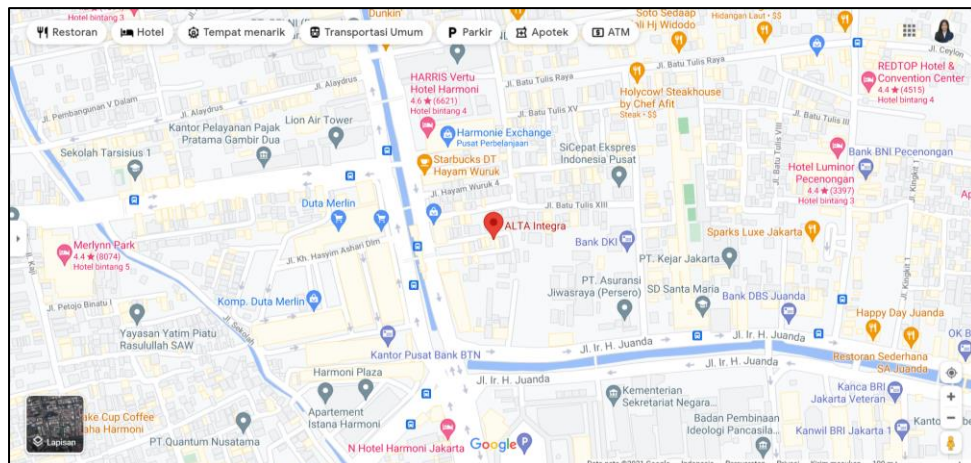 Dunkin'
Soto Sedaap
Hj Widodo
Hidangan Laut · $$
Restoran
Hotel
Tempat menarik
Transportasi Umum
Parkir
Apotek
ATM
Hotel bintang 3
Jl. Ceylon
Jl. Batu Tulis Raya
Jl. Batu Tulis Raya
HARRIS Vertu
Hotel Harmoni
4.6 ★ (6621)
Hotel bintang 4
REDTOP Hotel &
Convention Center
4.4 ★ (4515)
Hotel bintang 4
Holycow! Steakhouse
by Chef Afit
Steak · $$
Jl. Alaydrus
Jl. Alaydrus
Jl. Pembangunan V Dalam
Lion Air Tower
Kantor Pelayanan Pajak
Pratama Gambir Dua
Jl. Batu Tulis XV
Jl. Batu Tulis III
Jl. Batu Tulis VIII
Harmonie Exchange
Pusat Perbelanjaan
SiCepat Ekspres
Indonesia Pusat
Sekolah Tarsisius 1
Bank BNI Pecenongan
Starbucks DT
Hayam Wuruk
Hotel Luminor
Pecenongan
4.4 ★ (3397)
Hotel bintang 3
Jl. Kingkit 1
Jl. Hayam Wuruk 4
Jl. Batu Tulis XIII
Duta Merlin
ALTA Integra
Bank DKI
Sparks Luxe Jakarta
Merlynn Park
4.4 ★ (8074)
Hotel bintang 5
Jl. Kh. Hasyim Ashari Dlm
PT. Kejar Jakarta
Jl. Kingkit 1
PT. Asuransi
Jiwasraya (Persero)
SD Santa Maria
Jl. Petojo Binatu I
Komp. Duta Merlin
Bank DBS Juanda
Yayasan Yatim Piatu
Rasulullah SAW
Jl. Sekolah
Happy Day Juanda
Kantor Pusat Bank BTN
Jl. Ir. H. Juanda
Jl. Ir. H. Juanda
Restoran Sederhana
SA Juanda
OK B
Harmoni Plaza
Jl. Ir. H. Juanda
Kementerian
Sekretariat Negara...
Kanca BRI
Jakarta Veteran
Apartement
Istana Harmoni
Cup Coffee
Harmoni
Lapisan
PT.Quantum Nusatama
N Hotel Harmoni Jakarta
Google
Badan Pembinaan
Ideologi Pancasila...
Kanwil BRI Jakarta 1